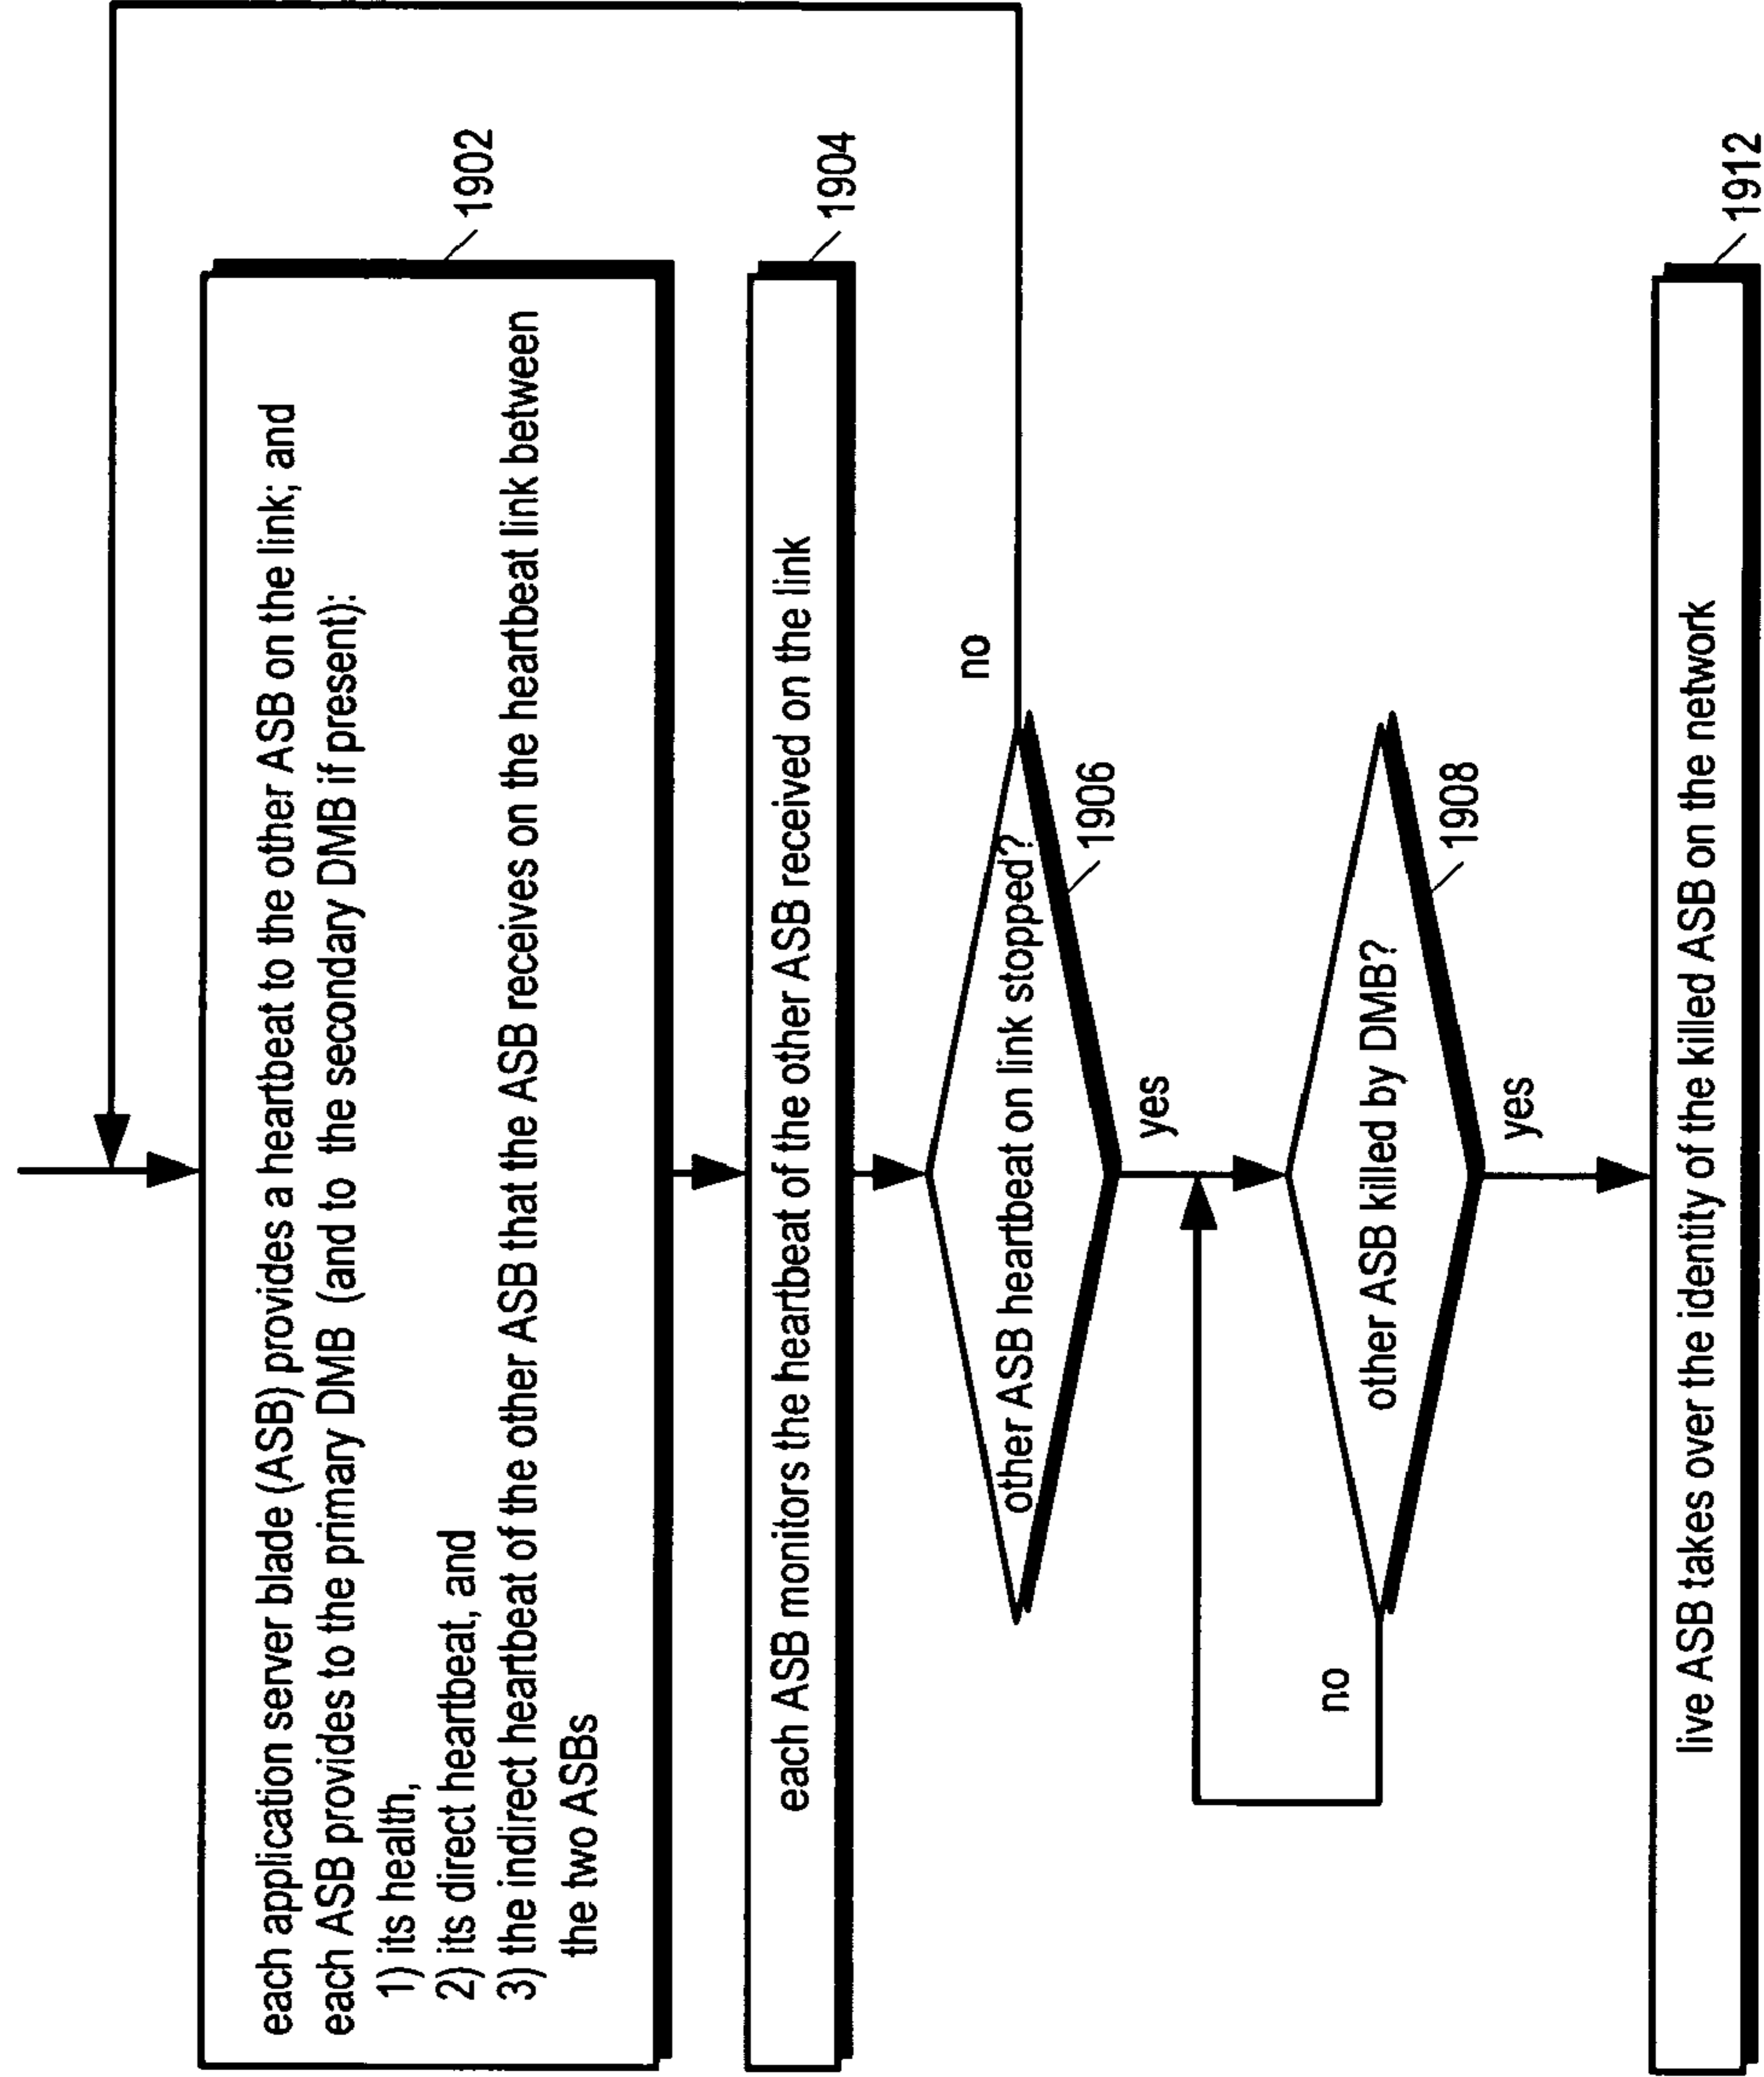 each application server blade (ASB) provides a heartbeat to the other ASB on the link; and
each ASB provides to the primary DMB (and to the secondary DMB if present):
1) its health,
2) its direct heartbeat, and
3) the indirect heartbeat of the other ASB that the ASB receives on the heartbeat link between
the two ASBs
1902
each ASB monitors the heartbeat of the other ASB received on the link
1904
other ASB heartbeat on link stopped?
1906
no
yes
other ASB killed by DMB?
1908
no
yes
live ASB takes over the identity of the killed ASB on the network
1912